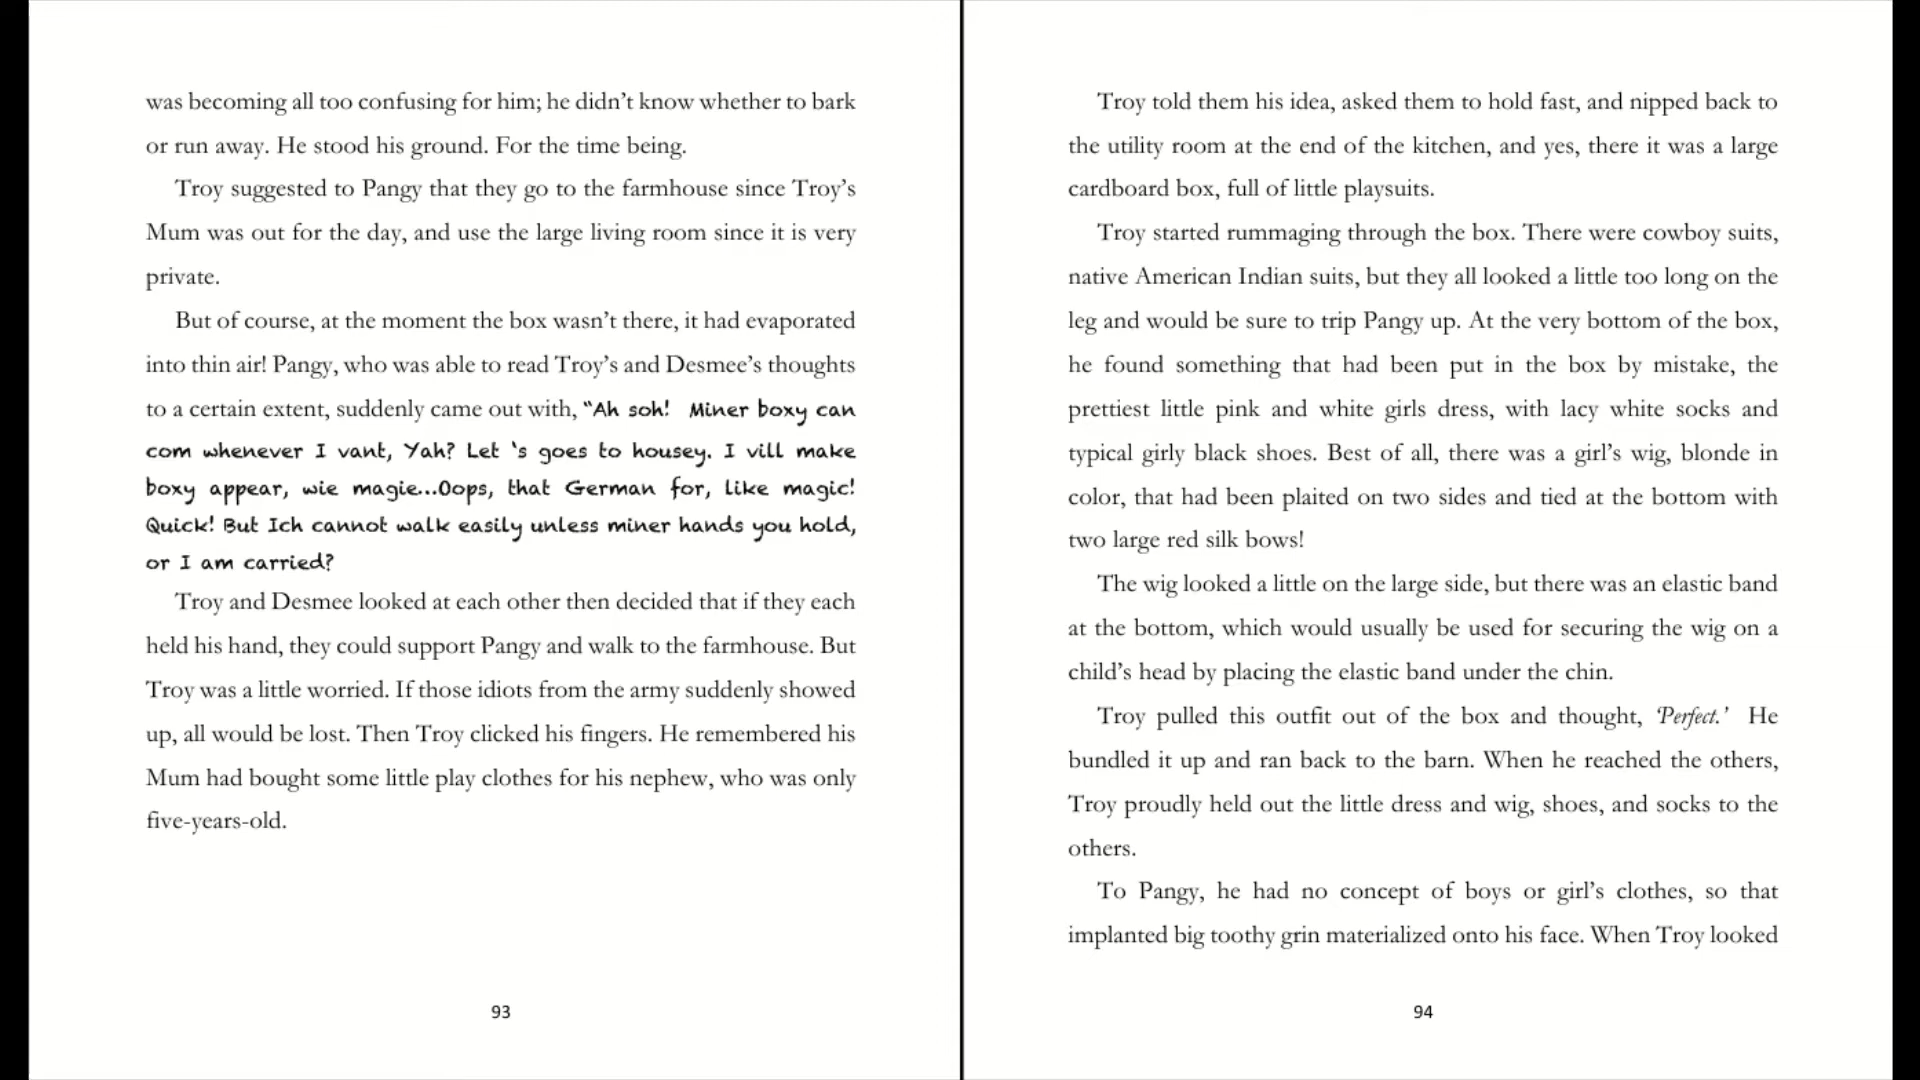 was becoming all too confusing for him; he didn’t know whether to bark
or run away. He stood his ground. For the time being.
Troy suggested to Pangy that they go to the farmhouse since Troy’s
Mum was out for the day, and use the large living room since it is very
private.
But of course, at the moment the box wasn’t there, it had evaporated
into thin air! Pangy, who was able to read Troy’s and Desmee’s thoughts
to a certain extent, suddenly came out with, “Ah soh! Miner boxy can
com whenever I vant, Yah? Let ‘s goes to housey. I vill make
boxy appear, wie magie...Oops, that German for, like magic!
Quick! But Ich cannot walk easily unless miner hands you hold,
or I am carried?
Troy and Desmee looked at each other then decided that if they each
held his hand, they could support Pangy and walk to the farmhouse. But
Troy was a little worried. If those idiots from the army suddenly showed
up, all would be lost. Then Troy clicked his fingers. He remembered his
Mum had bought some little play clothes for his nephew, who was only
five-years-old.
93
Troy told them his idea, asked them to hold fast, and nipped back to
the utility room at the end of the kitchen, and yes, there it was a large
cardboard box, full of little playsuits.
Troy started rummaging through the box. There were cowboy suits,
native American Indian suits, but they all looked a little too long on the
leg and would be sure to trip Pangy up. At the very bottom of the box,
he found something that had been put in the box by mistake, the
prettiest little pink and white girls dress, with lacy white socks and
typical girly black shoes. Best of all, there was a girl’s wig, blonde in
color, that had been plaited on two sides and tied at the bottom with
two large red silk bows!
The wig looked a little on the large side, but there was an elastic band
at the bottom, which would usually be used for securing the wig on a
child’s head by placing the elastic band under the chin.
Troy pulled this outfit out of the box and thought, ‘Perfect.’ He
bundled it up and ran back to the barn. When he reached the others,
Troy proudly held out the little dress and wig, shoes, and socks to the
others.
To Pangy, he had no concept of boys or girl’s clothes, so that
implanted big toothy grin materialized onto his face. When Troy looked
94